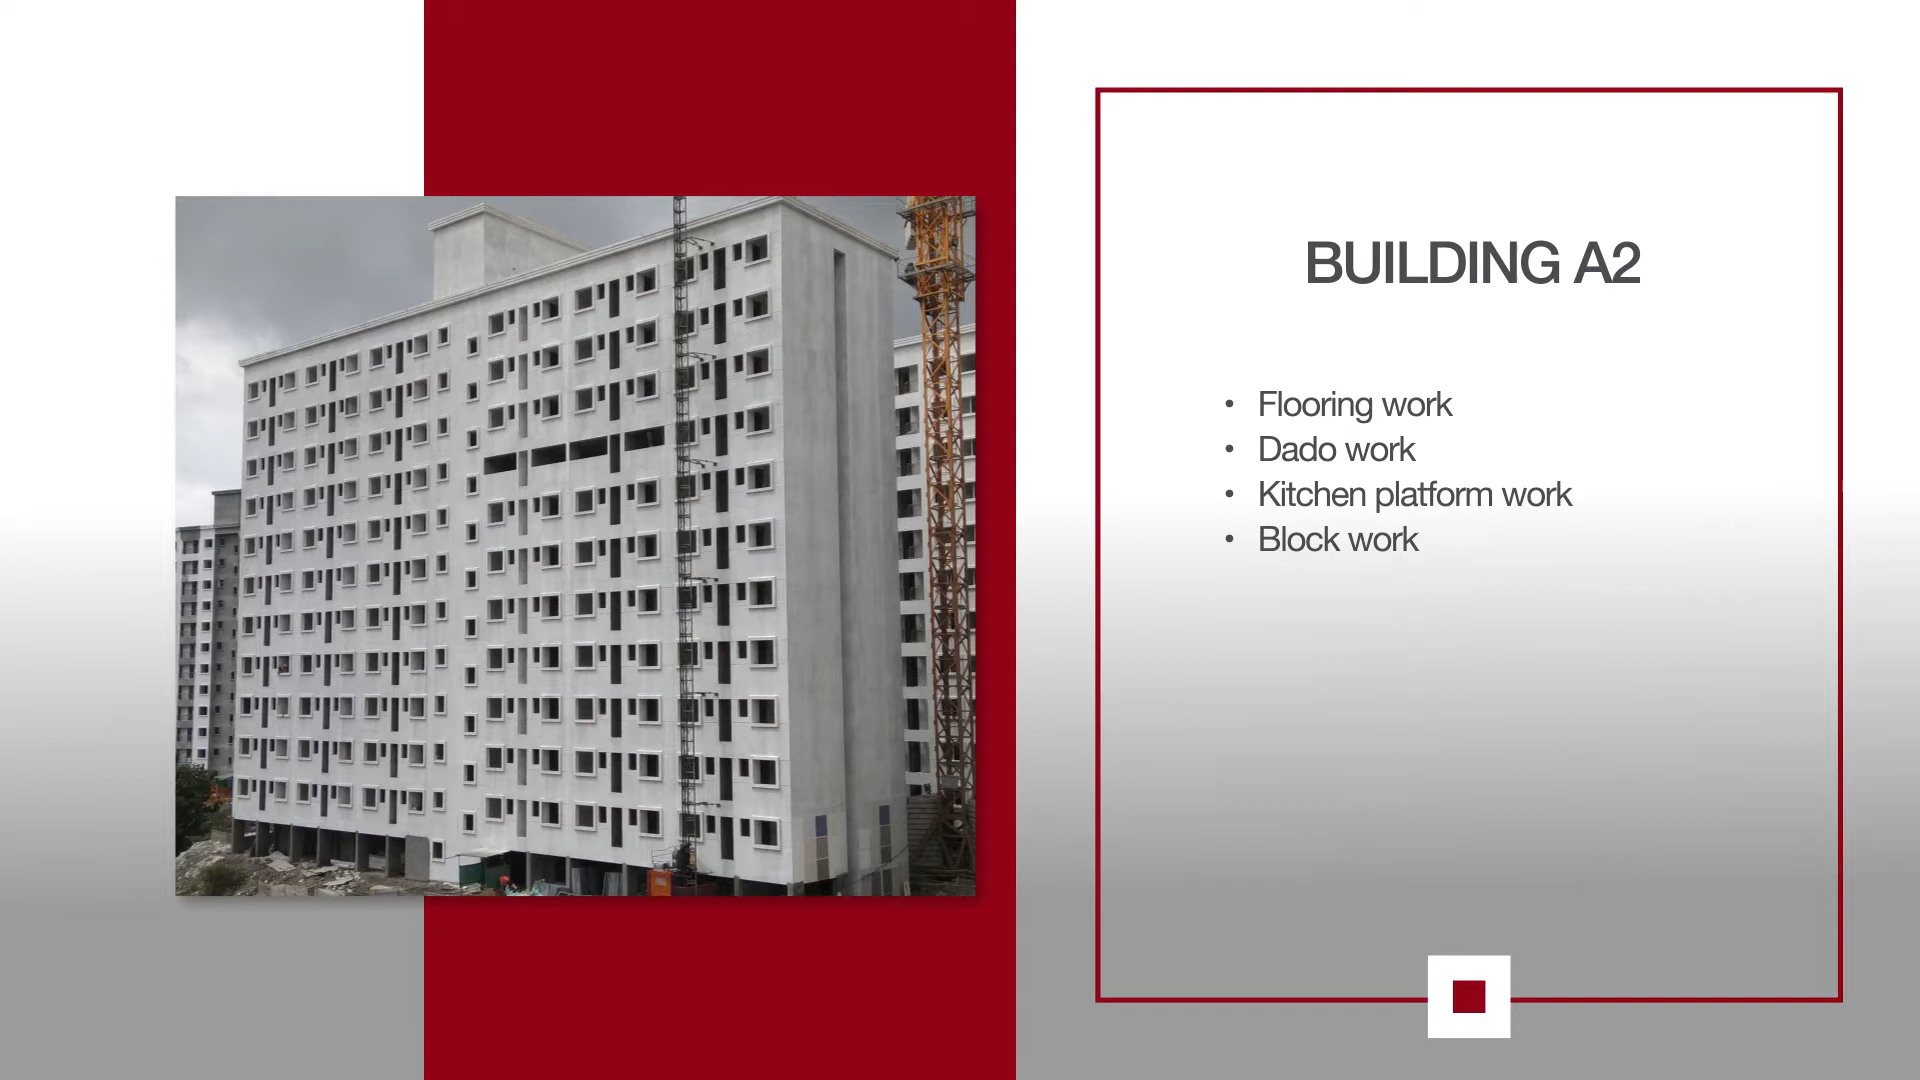 BUILDING A2
• Flooring work
• Dado work
• Kitchen platform work
• Block work